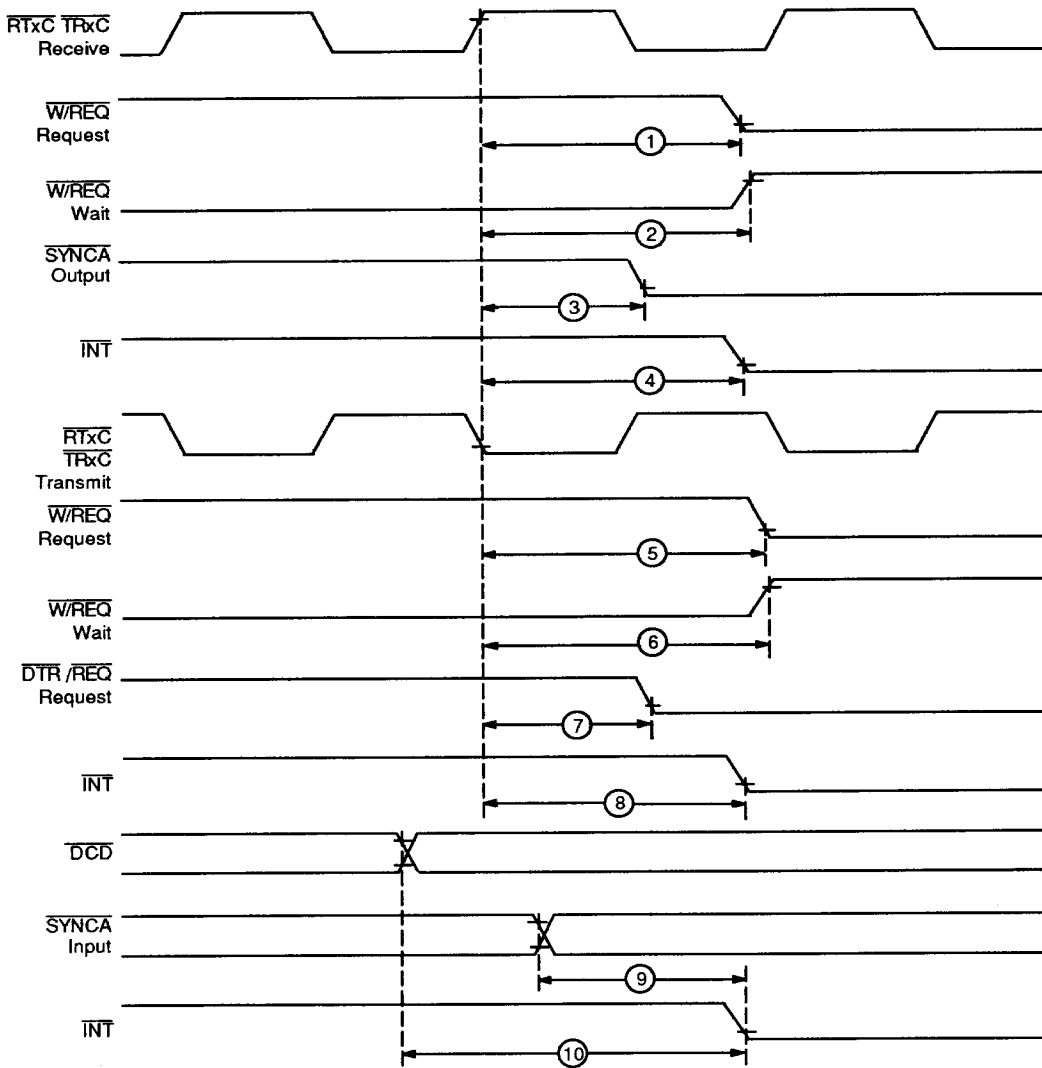 RTxC TRxC
Receive
W/REQ
Request
1
W/REQ
Wait
2
SYNCA
Output
3
INT
4
RTxC
TRxC
Transmit
W/REQ
Request
5
W/REQ
Wait
6
DTR /REQ
Request
7
INT
8
DCD
SYNCA
Input
9
INT
10